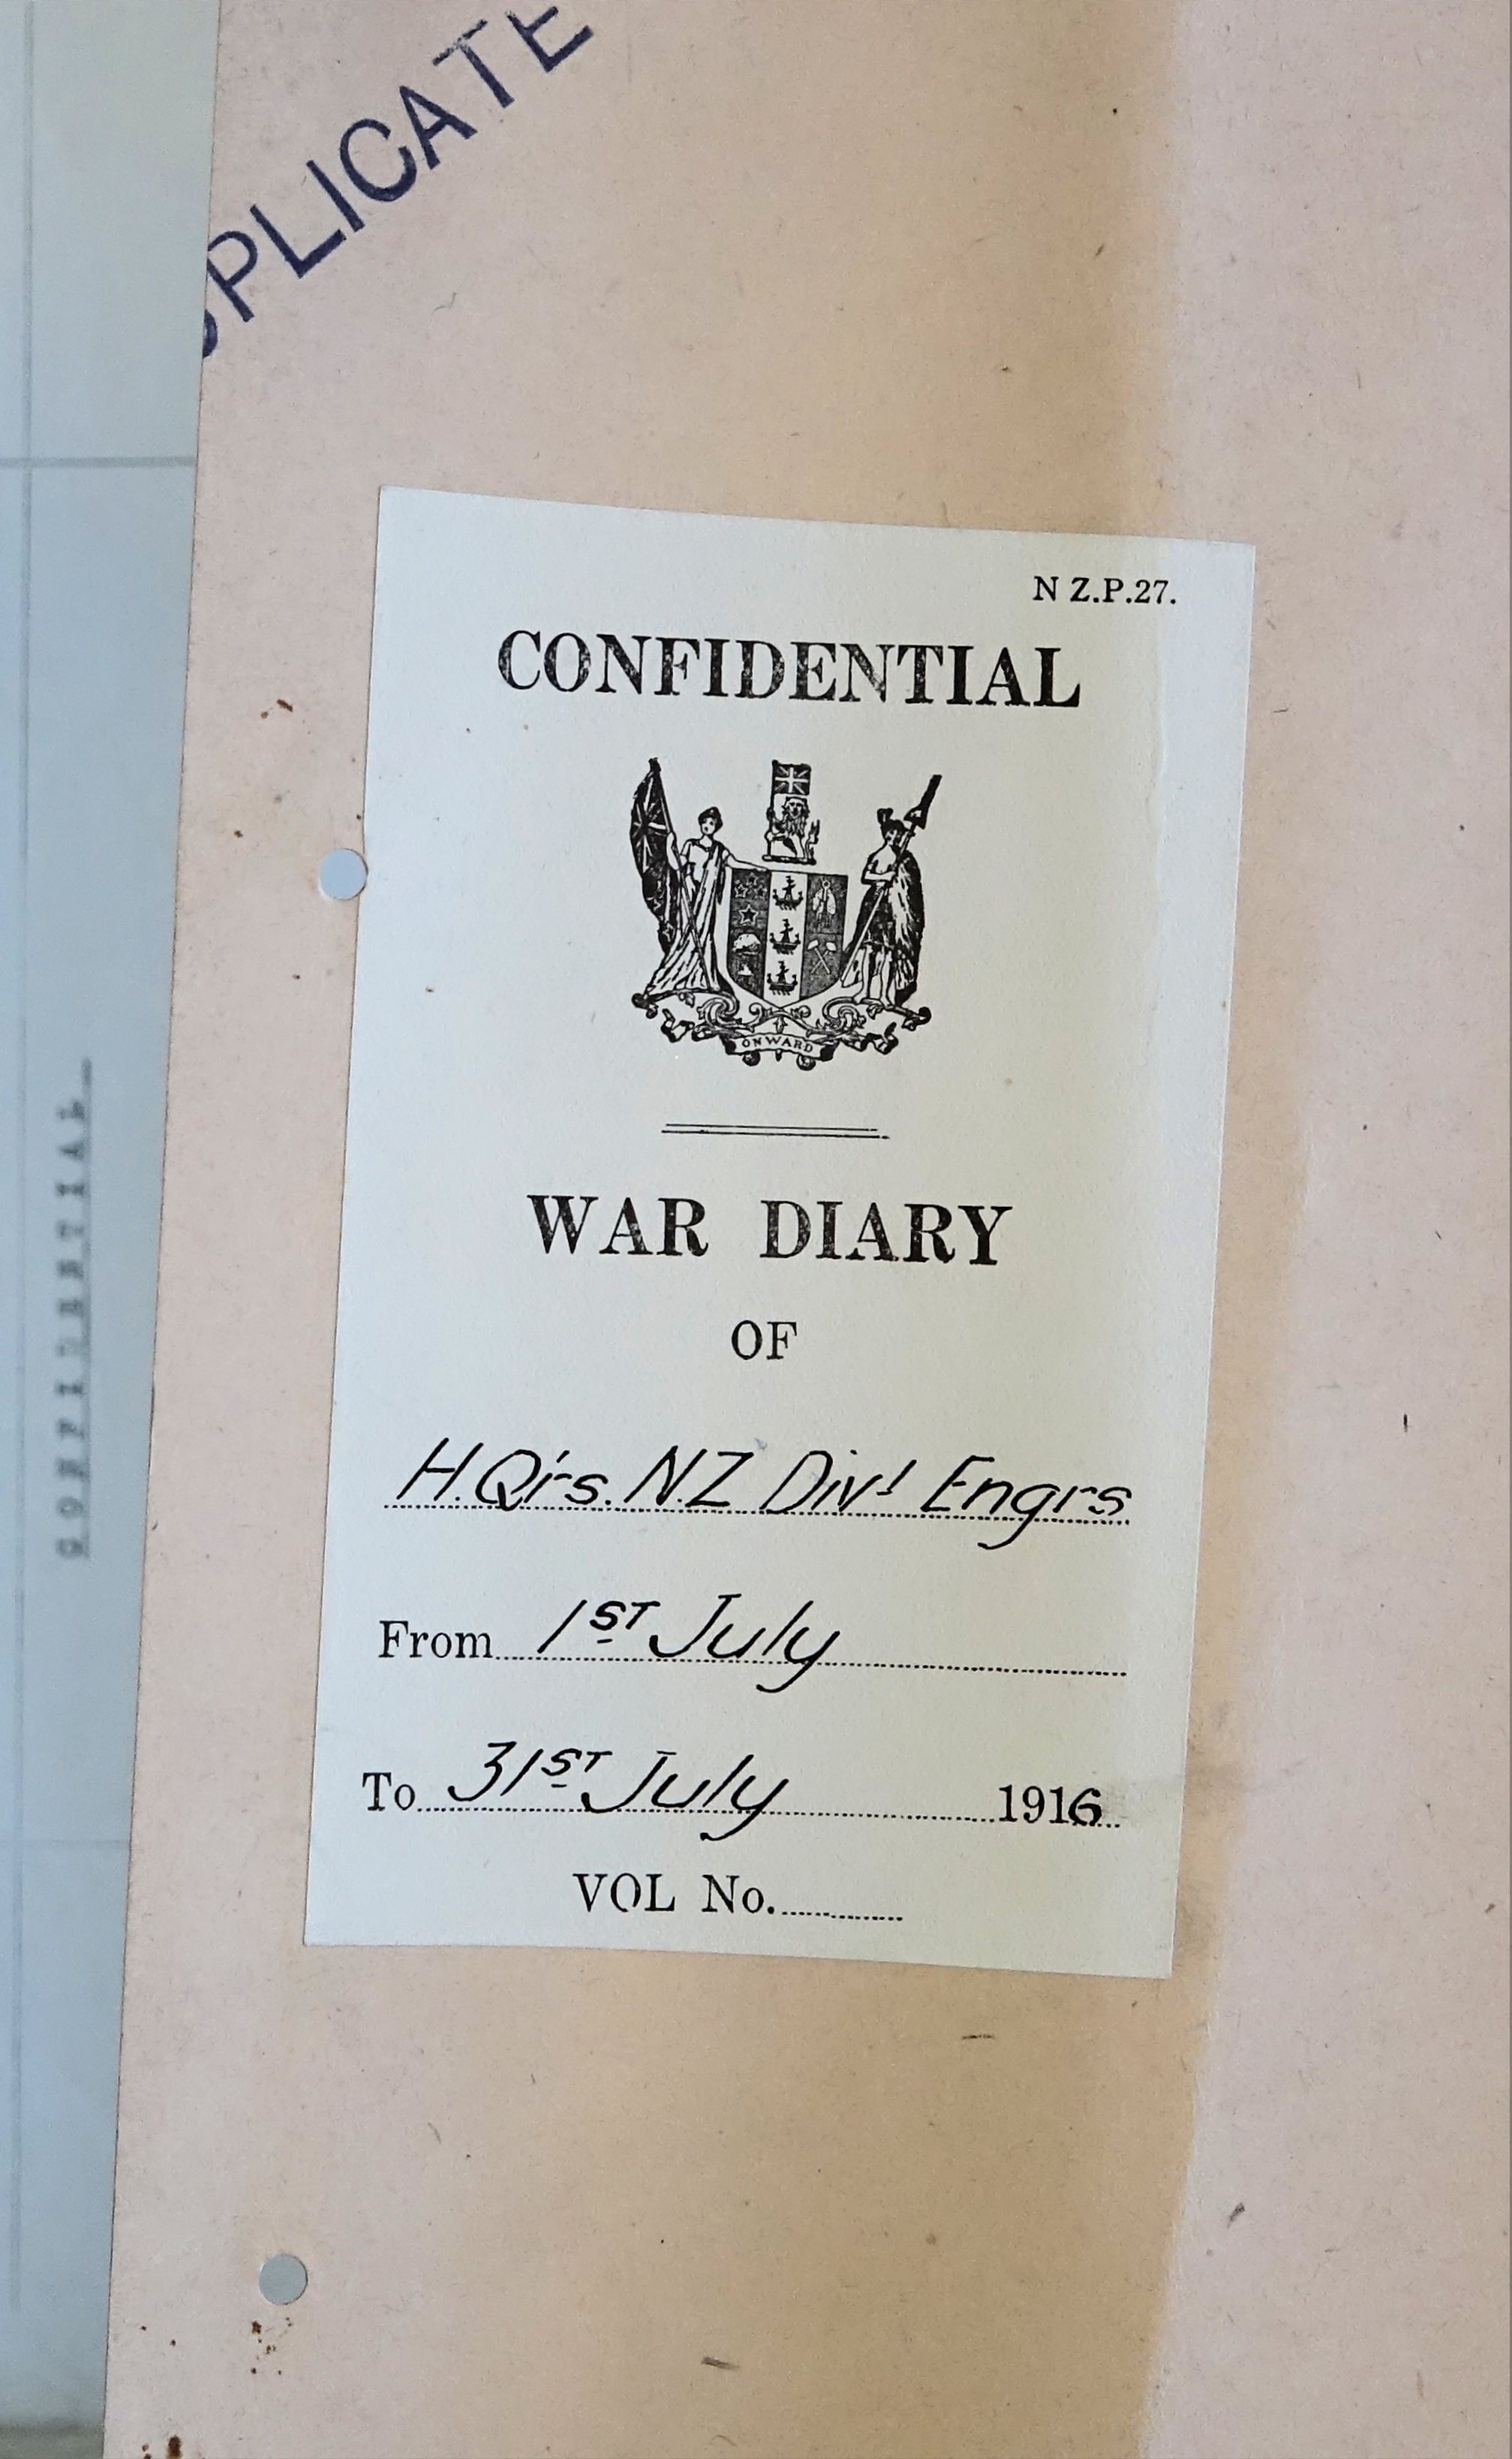 UPLICATE
N Z.P.27.
CONFIDENTIAL
ONWARD
WAR DIARY
OF
H.Qrs. N.Z Divl Engrs
From 1ST July
To 31ST July 1916
VOL No.
CONFIDENTIAL